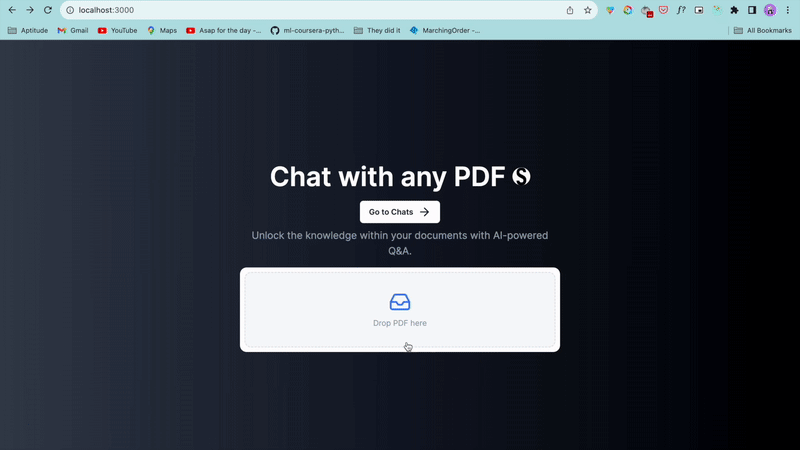 localhost:3000
Aptitude Gmail YouTube Maps Asap for the day -... ml-coursera-pyth... They did it MarchingOrder -... All Bookmarks
Chat with any PDF
Go to Chats
Unlock the knowledge within your documents with AI-powered
Q&A.
Drop PDF here